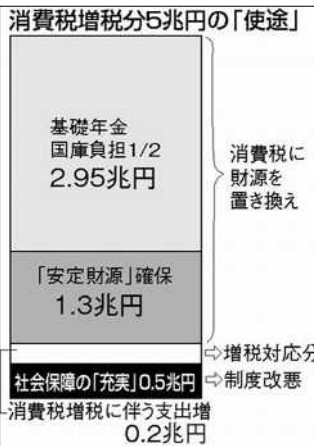 消費税増税分5兆円の「使途」
基礎年金
国庫負担1/2
2.95兆円
消費税に
財源を
置き換え
「安定財源」確保
1.3兆円
⇨増税対応分
社会保障の「充実」0.5兆円
⇨制度改悪
消費税増税に伴う支出増
0.2兆円